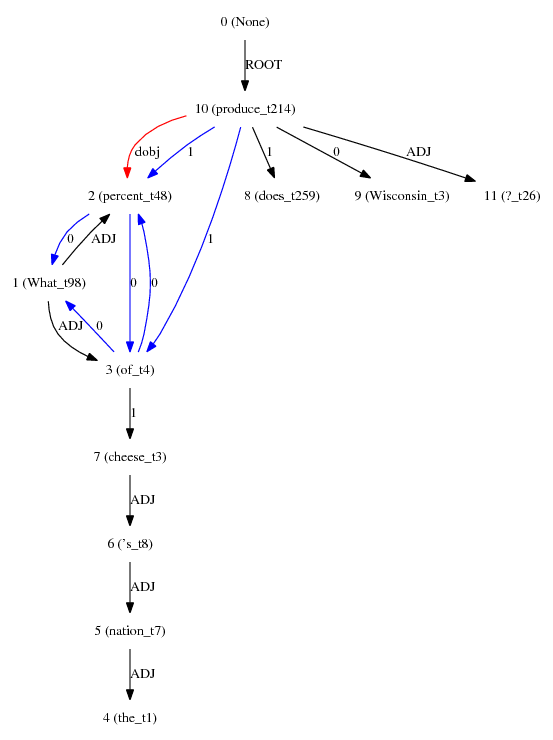 0 (None)
ROOT
10 (produce_t214)
dobj 1 1 0 ADJ
2 (percent_t48) 8 (does_t259) 9 (Wisconsin_t3) 11 (?_t26)
0 ADJ 1
1 (What_t98) 0 0
ADJ 0
3 (of_t4)
1
7 (cheese_t3)
ADJ
6 ('s_t8)
ADJ
5 (nation_t7)
ADJ
4 (the_t1)